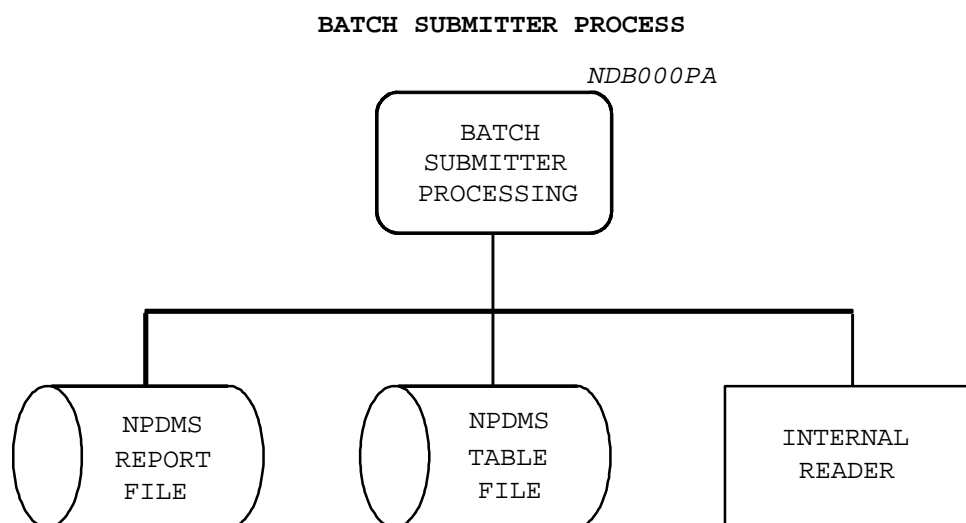 BATCH SUBMITTER PROCESS
NDB000PA
BATCH
SUBMITTER
PROCESSING
NPDMS
REPORT
FILE
NPDMS
TABLE
FILE
INTERNAL
READER